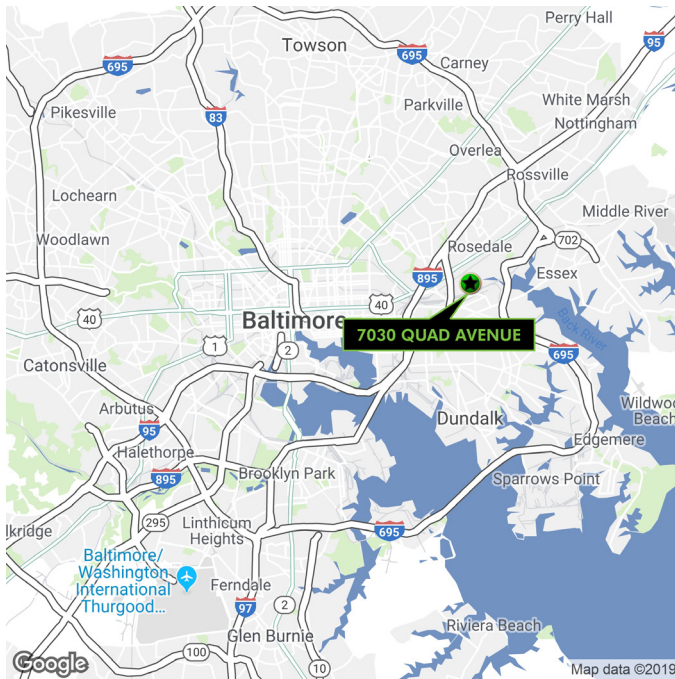 Perry Hall
Towson
95
695
695
Carney
Pikesville
83
Parkville
White Marsh
Nottingham
Overlea
Rossville
Lochearn
Middle River
Woodlawn
Rosedale
702
895
Essex
40
40
Baltimore
Back River
7030 QUAD AVENUE
1
2
695
Catonsville
Arbutus
Dundalk
Wildwoo
Beach
95
Edgemere
Halethorpe
895
Brooklyn Park
Sparrows Point
295
lkridge
Linthicum
Heights
695
Baltimore/
Washington
International
Thurgood...
Ferndale
97
2
Riviera Beach
Glen Burnie
100
10
Google
Map data ©2019